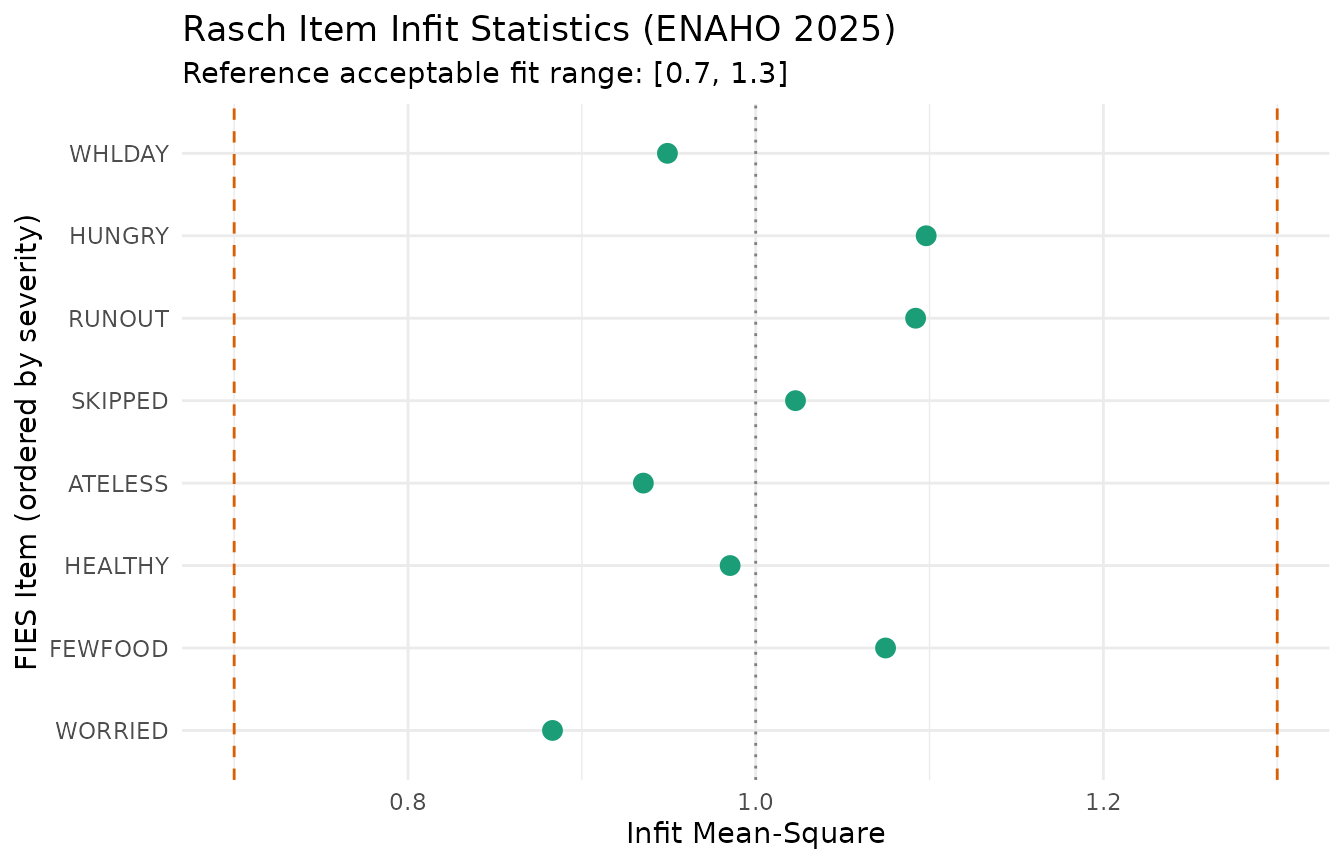 Rasch Item Infit Statistics (ENAHO 2025)
Reference acceptable fit range: [0.7, 1.3]
FIES Item (ordered by severity)
WHLDAY
HUNGRY
RUNOUT
SKIPPED
ATELESS
HEALTHY
FEWFOOD
WORRIED
0.8 1.0 1.2
Infit Mean-Square